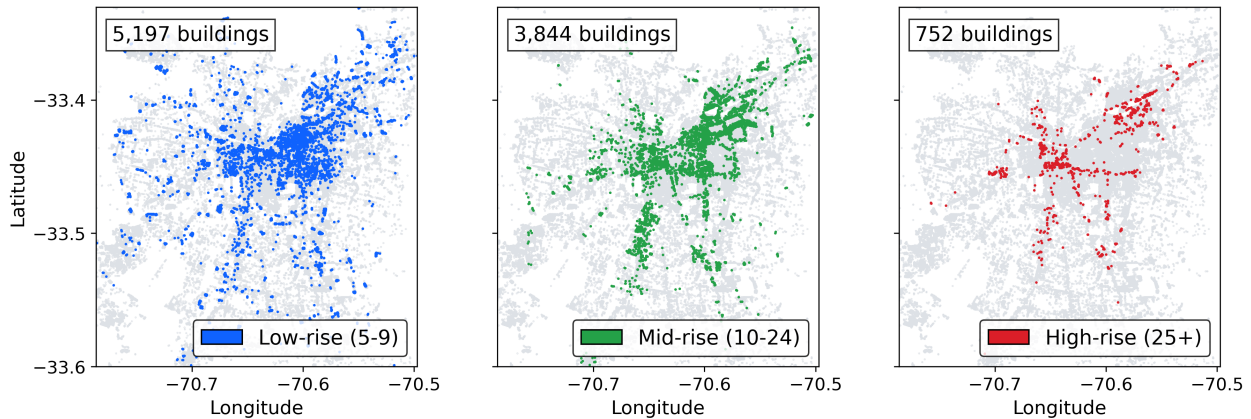 5,197 buildings
3,844 buildings
752 buildings
Latitude
−33.4
−33.5
−33.6
Low-rise (5-9)
Mid-rise (10-24)
High-rise (25+)
−70.7
−70.6
−70.5
−70.7
−70.6
−70.5
−70.7
−70.6
−70.5
Longitude
Longitude
Longitude